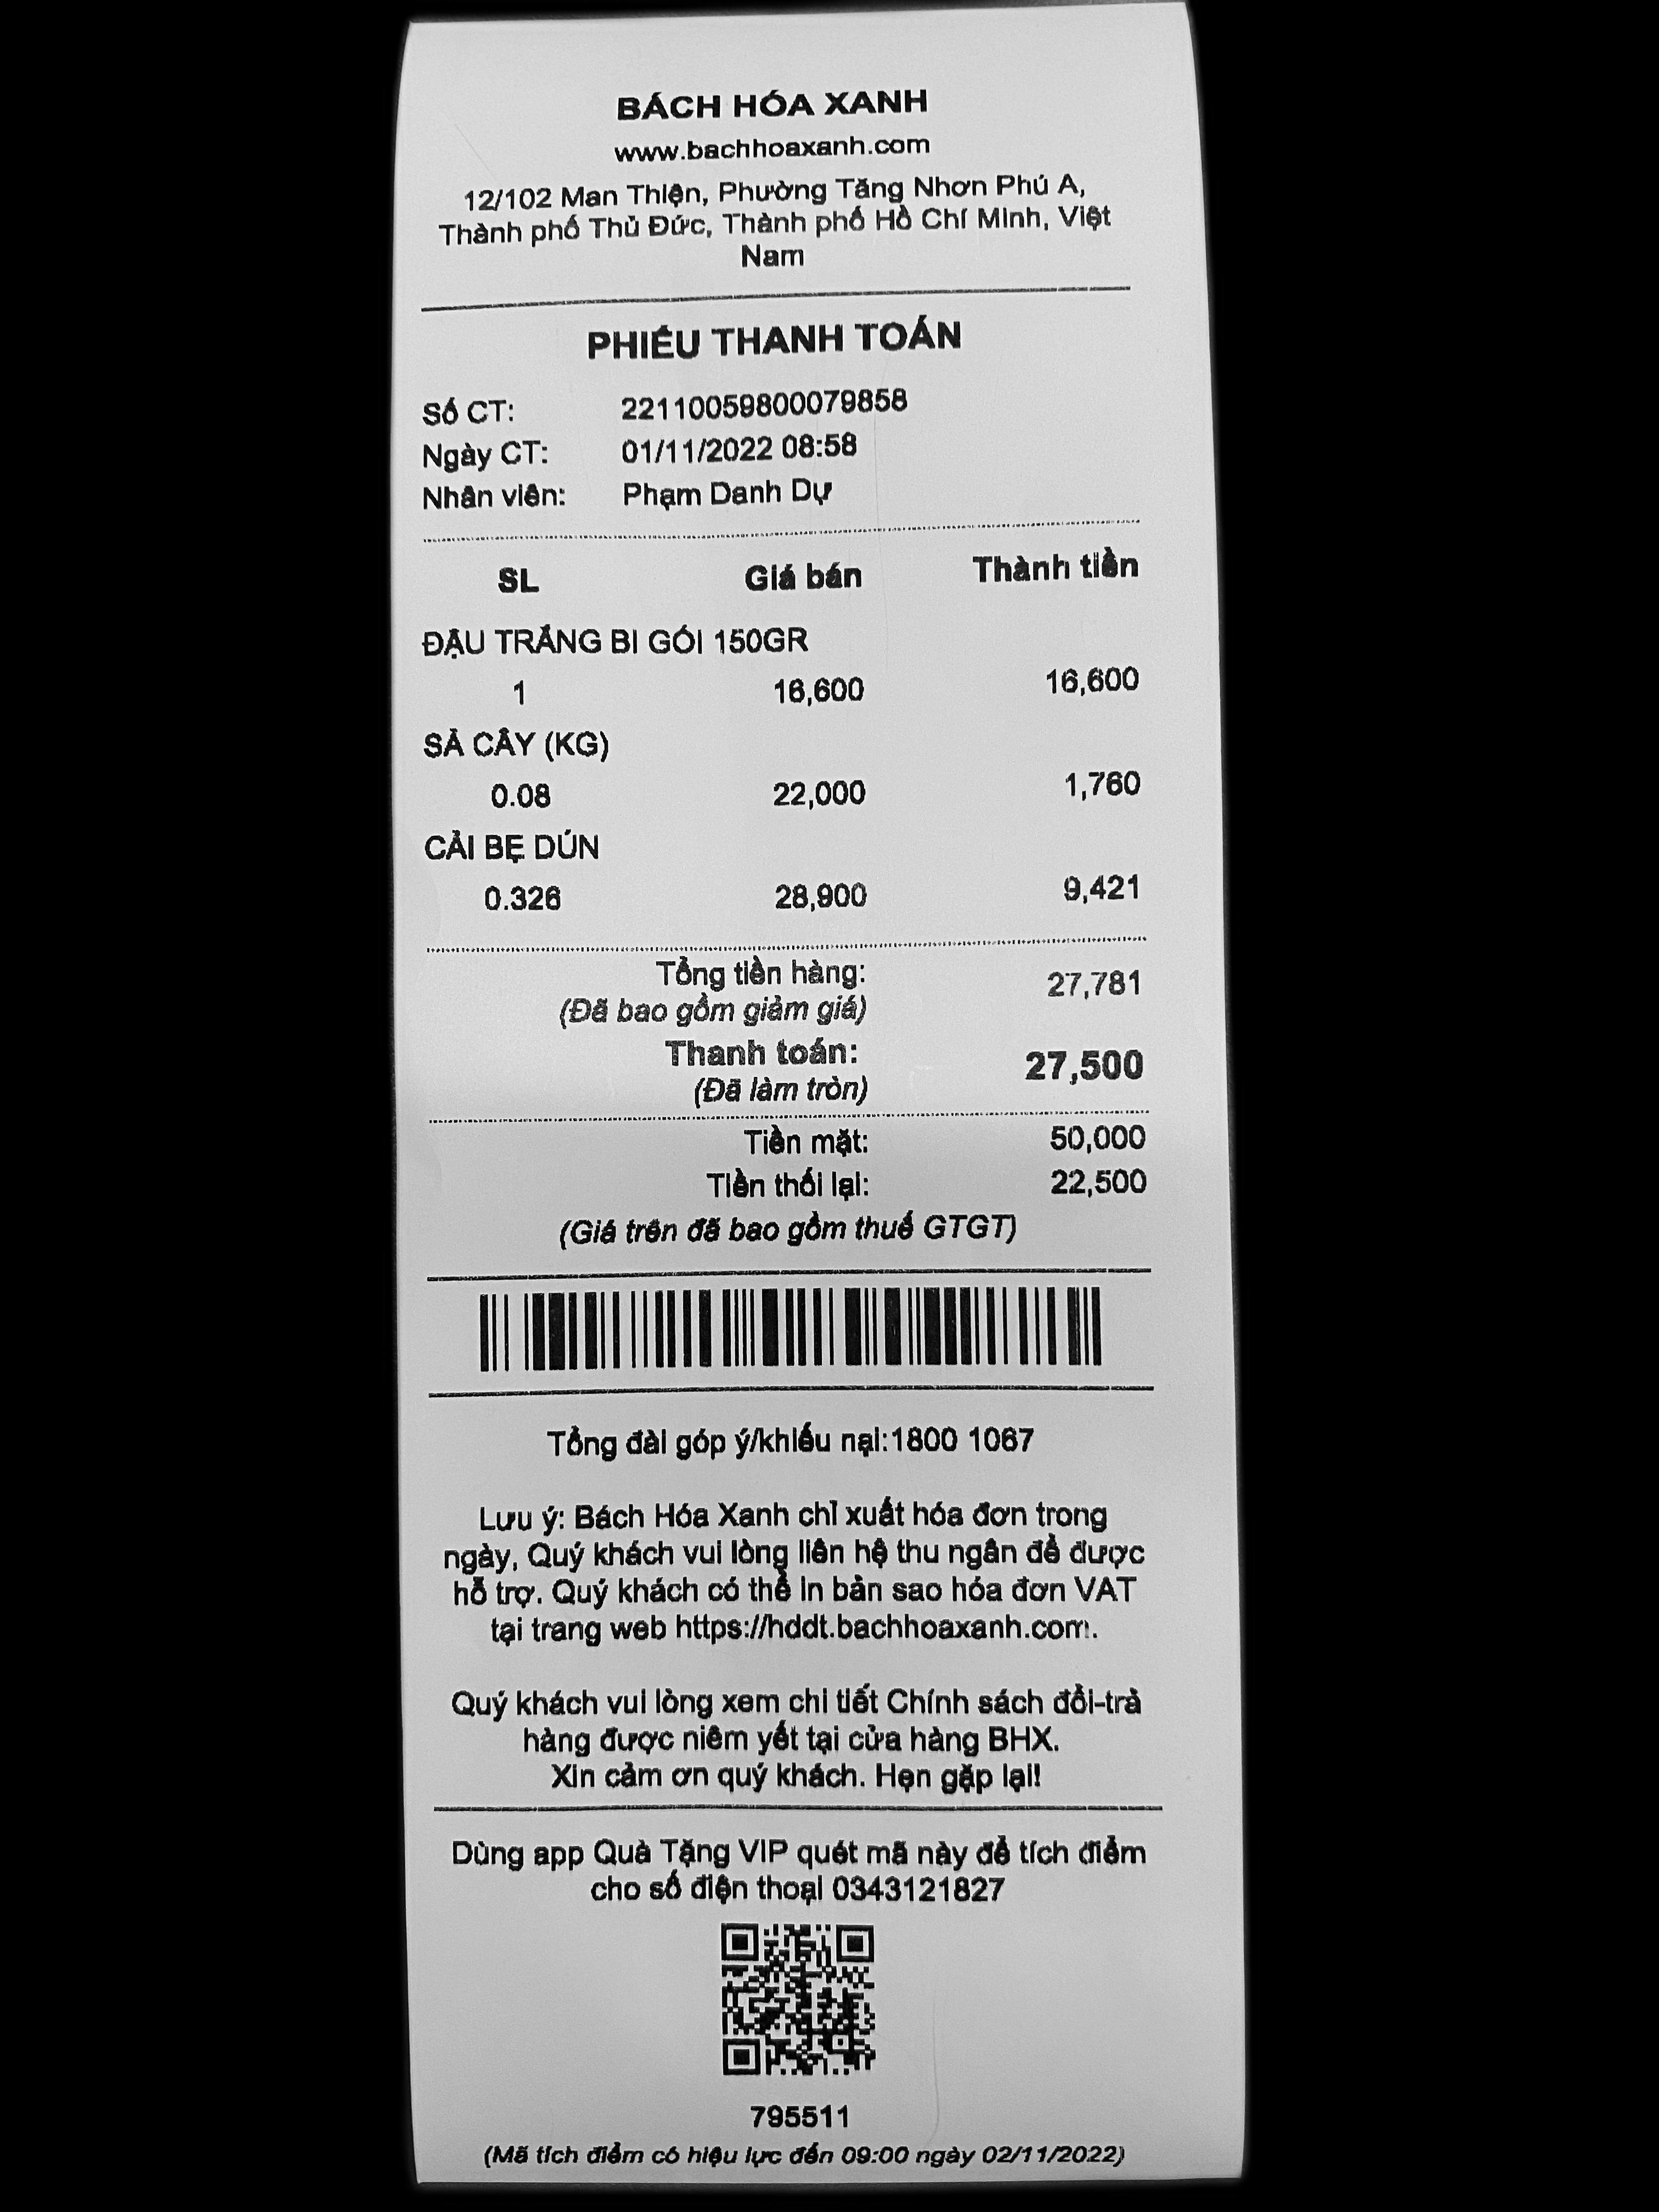 BÁCH HÓA XANH
www.bachhoaxanh.com
12/102 Man Thiện, Phường Tăng Nhơn Phú A,
Thành phố Thủ Đức, Thành phố Hồ Chí Minh, Việt
Nam
PHIẾU THANH TOÁN
Số CT: 22110059800079858
Ngày CT: 01/11/2022 08:58
Nhân viên: Phạm Danh Dự
SL Giá bán Thành tiền
ĐẬU TRẮNG BI GÓI 150GR
1 16,600 16,600
SẢ CÂY (KG)
0.08 22,000 1,760
CẢI BẸ DÚN
0.326 28,900 9,421
Tổng tiền hàng: 27,781
(Đã bao gồm giảm giá)
Thanh toán: 27,500
(Đã làm tròn)
Tiền mặt: 50,000
Tiền thối lại: 22,500
(Giá trên đã bao gồm thuế GTGT)
Tổng đài góp ý/khiếu nại:1800 1067
Lưu ý: Bách Hóa Xanh chỉ xuất hóa đơn trong
ngày, Quý khách vui lòng liên hệ thu ngân để được
hỗ trợ. Quý khách có thể in bản sao hóa đơn VAT
tại trang web https://hddt.bachhoaxanh.com.
Quý khách vui lòng xem chi tiết Chính sách đổi-trả
hàng được niêm yết tại cửa hàng BHX.
Xin cảm ơn quý khách. Hẹn gặp lại!
Dùng app Quà Tặng VIP quét mã này để tích điểm
cho số điện thoại 0343121827
795511
(Mã tích điểm có hiệu lực đến 09:00 ngày 02/11/2022)